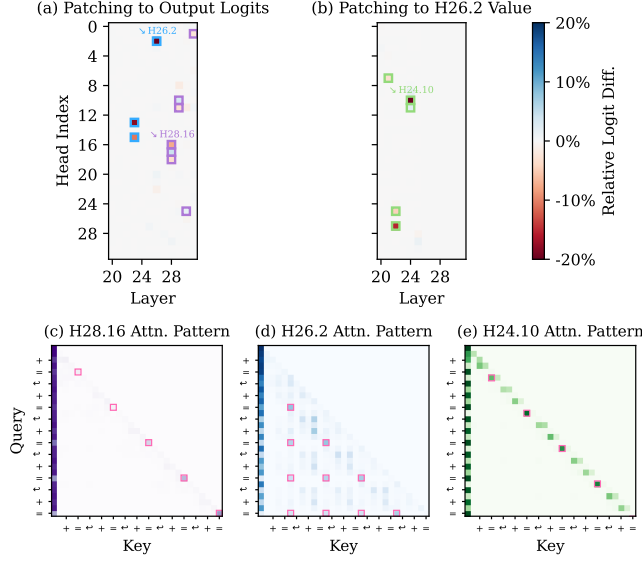 (a) Patching to Output Logits
(b) Patching to H26.2 Value
0
4
8
12
16
20
24
28
Head Index
↘ H26.2
↘ H28.16
20 24 28
Layer
↘ H24.10
20 24 28
Layer
20%
10%
0%
-10%
-20%
Relative Logit Diff.
(c) H28.16 Attn. Pattern
(d) H26.2 Attn. Pattern
(e) H24.10 Attn. Pattern
Query
+
=
↵
+
=
↵
+
=
↵
+
=
↵
+
=
+ = ↵ + = ↵ + = ↵ + = ↵ + =
Key
+
=
↵
+
=
↵
+
=
↵
+
=
↵
+
=
+ = ↵ + = ↵ + = ↵ + = ↵ + =
Key
+
=
↵
+
=
↵
+
=
↵
+
=
↵
+
=
+ = ↵ + = ↵ + = ↵ + = ↵ + =
Key